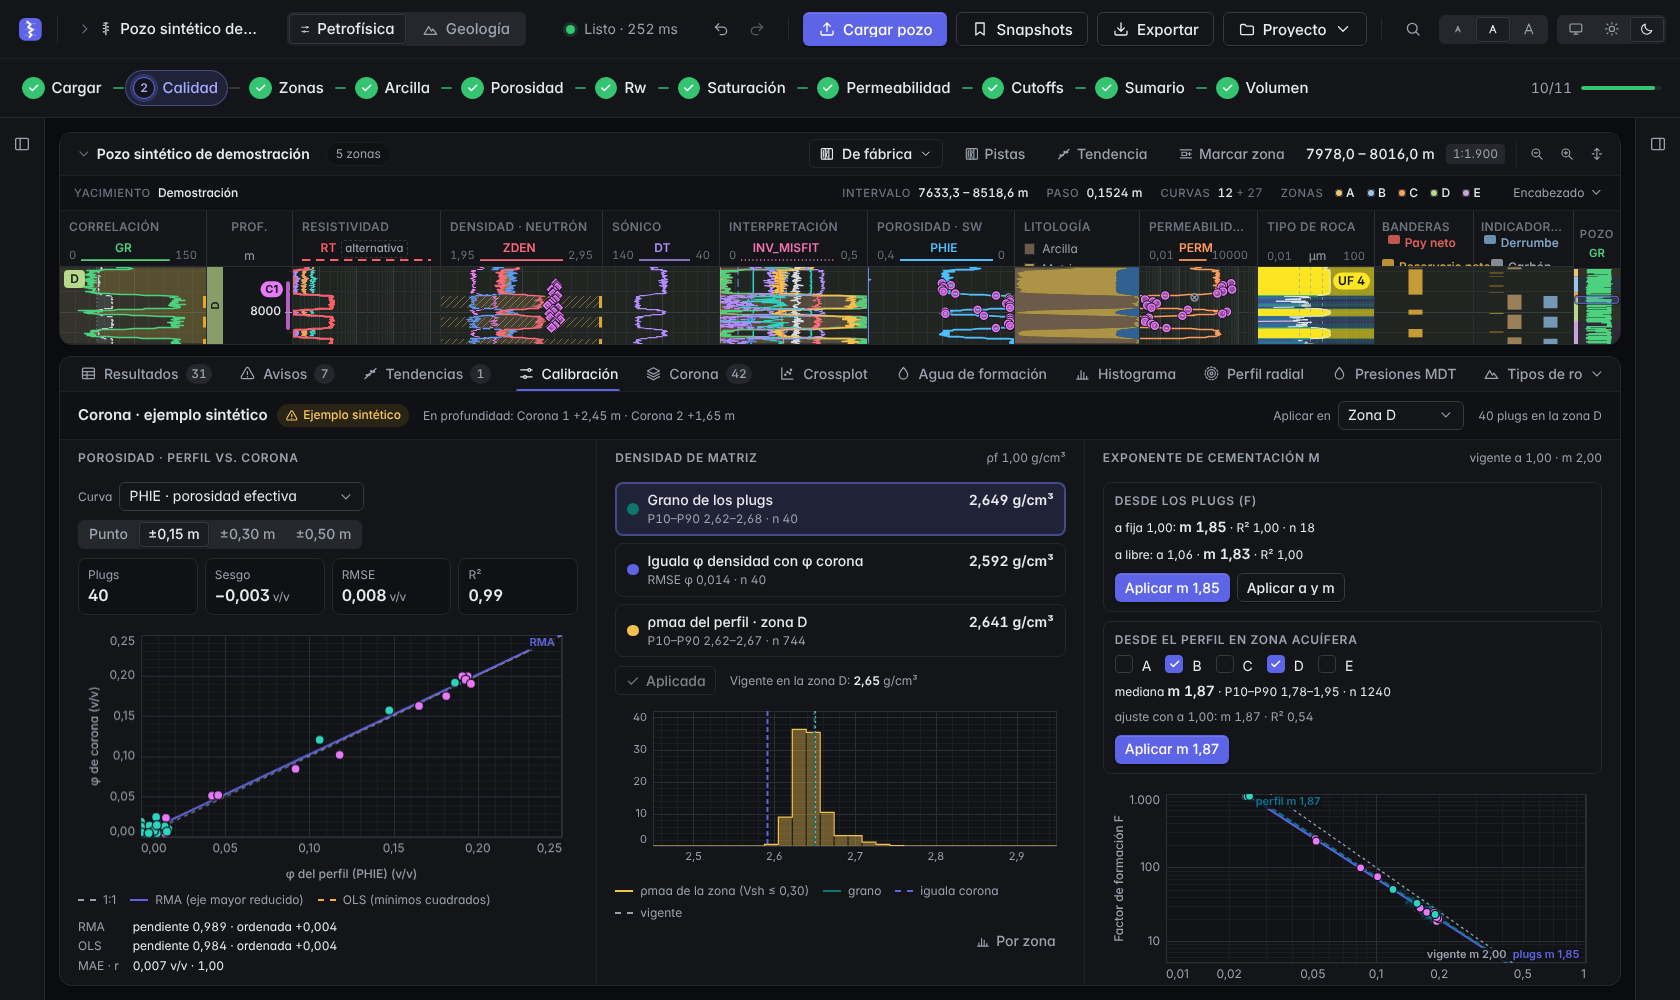 Pozo sintético de...
Petrofísica
Geología
Listo · 252 ms
Cargar pozo
Snapshots
Exportar
Proyecto
A
A
A
Cargar
2 Calidad
Zonas
Arcilla
Porosidad
Rw
Saturación
Permeabilidad
Cutoffs
Sumario
Volumen
10/11
Pozo sintético de demostración
5 zonas
De fábrica
Pistas
Tendencia
Marcar zona
7978,0 – 8016,0 m
1:1.900
YACIMIENTO Demostración
INTERVALO 7633,3 – 8518,6 m
PASO 0,1524 m
CURVAS 12 + 27
ZONAS A B C D E
Encabezado
CORRELACIÓN
0 GR 150
PROF.
m
RESISTIVIDAD
RT alternativa
DENSIDAD · NEUTRÓN
1,95 ZDEN 2,95
SÓNICO
140 DT 40
INTERPRETACIÓN
0 INV_MISFIT 0,5
POROSIDAD · SW
0,4 PHIE 0
LITOLOGÍA
Arcilla
PERMEABILID...
0,01 PERM 10000
TIPO DE ROCA
0,01 µm 100
BANDERAS
Pay neto
Reservorio neto
INDICADOR...
Derrumbe
Carbón
POZO
GR
D
D
C1
8000
UF 4
Resultados 31
Avisos 7
Tendencias 1
Calibración
Corona 42
Crossplot
Agua de formación
Histograma
Perfil radial
Presiones MDT
Tipos de ro
Corona · ejemplo sintético
Ejemplo sintético
En profundidad: Corona 1 +2,45 m · Corona 2 +1,65 m
Aplicar en Zona D
40 plugs en la zona D
POROSIDAD · PERFIL VS. CORONA
Curva PHIE · porosidad efectiva
Punto ±0,15 m ±0,30 m ±0,50 m
Plugs
40
Sesgo
−0,003 v/v
RMSE
0,008 v/v
R²
0,99
RMA
0,25
0,20
0,15
0,10
0,05
0,00
φ de corona (v/v)
0,00 0,05 0,10 0,15 0,20 0,25
φ del perfil (PHIE) (v/v)
1:1 RMA (eje mayor reducido) OLS (mínimos cuadrados)
RMA pendiente 0,989 · ordenada +0,004
OLS pendiente 0,984 · ordenada +0,004
MAE · r 0,007 v/v · 1,00
DENSIDAD DE MATRIZ
ρf 1,00 g/cm³
Grano de los plugs 2,649 g/cm³
P10–P90 2,62–2,68 · n 40
Iguala φ densidad con φ corona 2,592 g/cm³
RMSE φ 0,014 · n 40
ρmaa del perfil · zona D 2,641 g/cm³
P10–P90 2,62–2,67 · n 744
Aplicada
Vigente en la zona D: 2,65 g/cm³
40
30
20
10
0
2,5 2,6 2,7 2,8 2,9
ρmaa de la zona (Vsh ≤ 0,30) grano iguala corona
vigente
Por zona
EXPONENTE DE CEMENTACIÓN M
vigente a 1,00 · m 2,00
DESDE LOS PLUGS (F)
a fija 1,00: m 1,85 · R² 1,00 · n 18
a libre: a 1,06 · m 1,83 · R² 1,00
Aplicar m 1,85
Aplicar a y m
DESDE EL PERFIL EN ZONA ACUÍFERA
A B C D E
mediana m 1,87 · P10–P90 1,78–1,95 · n 1240
ajuste con a 1,00: m 1,87 · R² 0,54
Aplicar m 1,87
1.000
100
10
Factor de formación F
perfil m 1,87
vigente m 2,00 plugs m 1,85
0,01 0,02 0,05 0,1 0,2 0,5 1